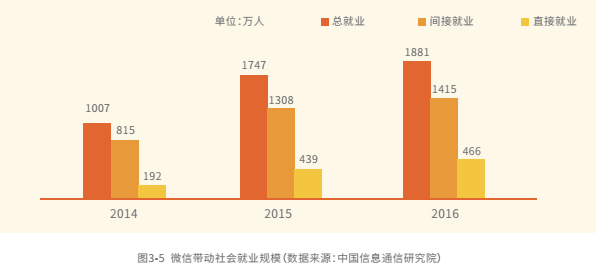 单位：万人 总就业 间接就业 直接就业
1007 815 192
1747 1308 439
1881 1415 466
2014 2015 2016
图3-5 微信带动社会就业规模（数据来源：中国信息通信研究院）